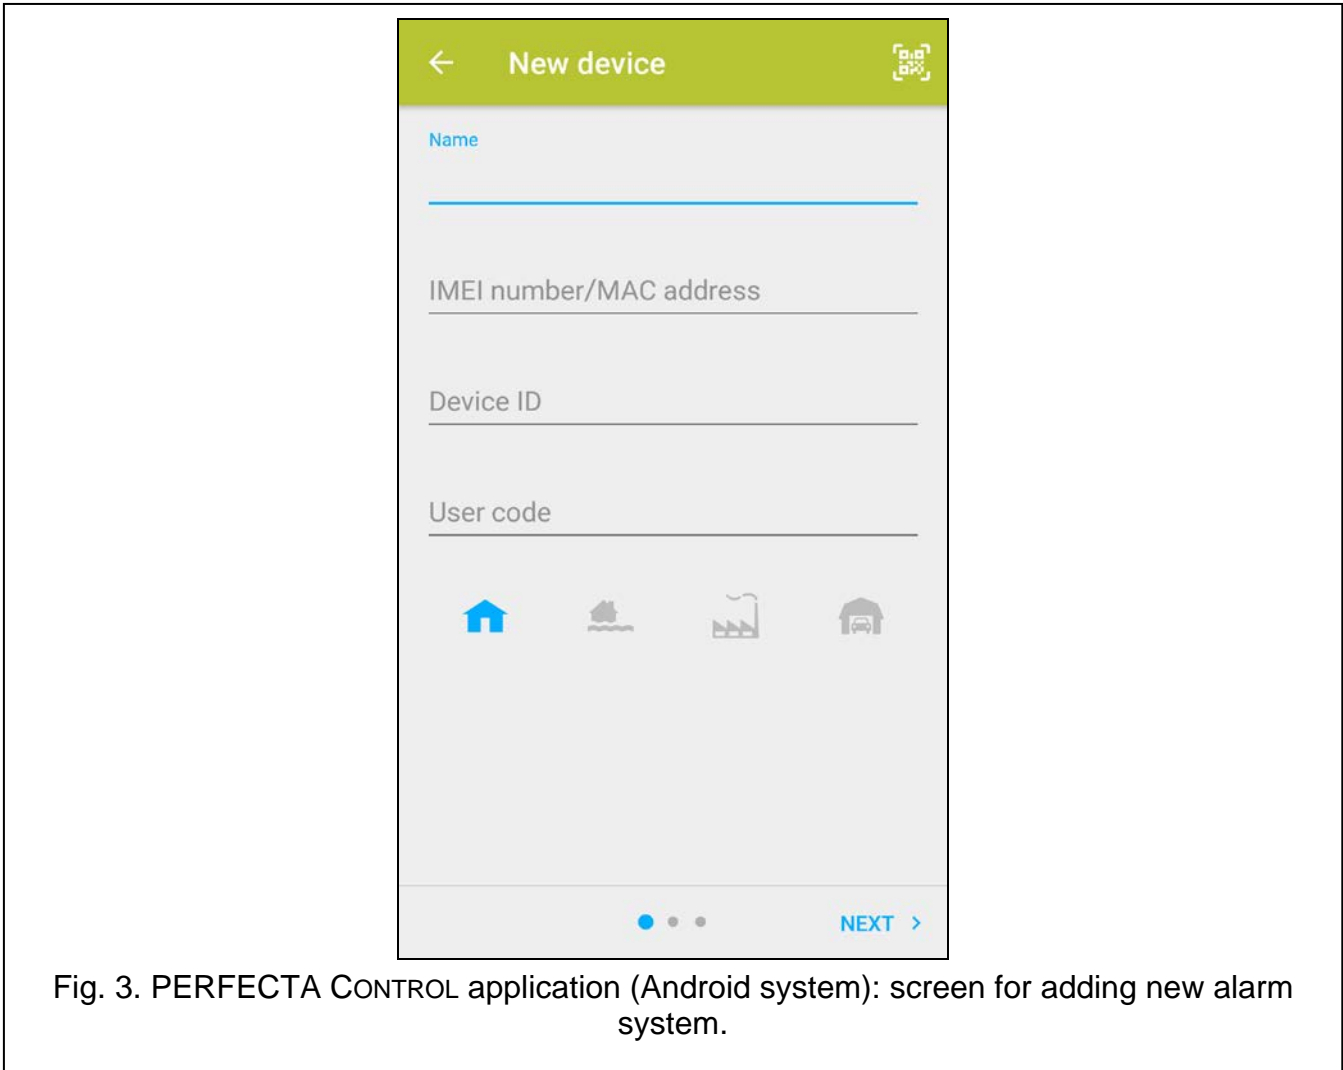 New device
Name
IMEI number/MAC address
Device ID
User code
NEXT
Fig. 3. PERFECTA CONTROL application (Android system): screen for adding new alarm
system.